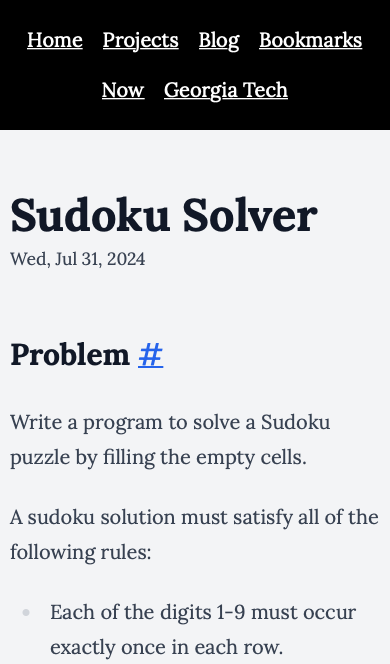 Home Projects Blog Bookmarks
Now Georgia Tech
Sudoku Solver
Wed, Jul 31, 2024
Problem #
Write a program to solve a Sudoku
puzzle by filling the empty cells.
A sudoku solution must satisfy all of the
following rules:
Each of the digits 1-9 must occur
exactly once in each row.